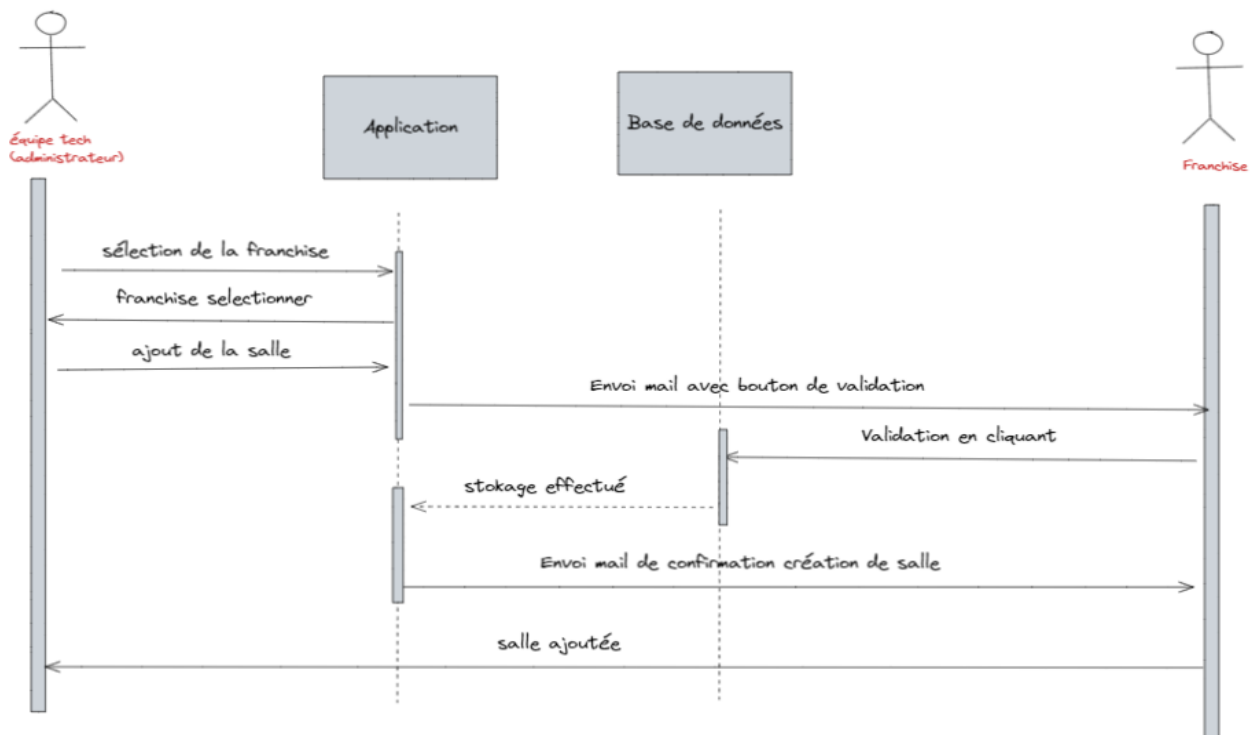 Équipe tech
(administrateur)
Application
Base de données
Franchise
sélection de la franchise
franchise selectionner
ajout de la salle
Envoi mail avec bouton de validation
Validation en cliquant
stokage effectué
Envoi mail de confirmation création de salle
salle ajoutée